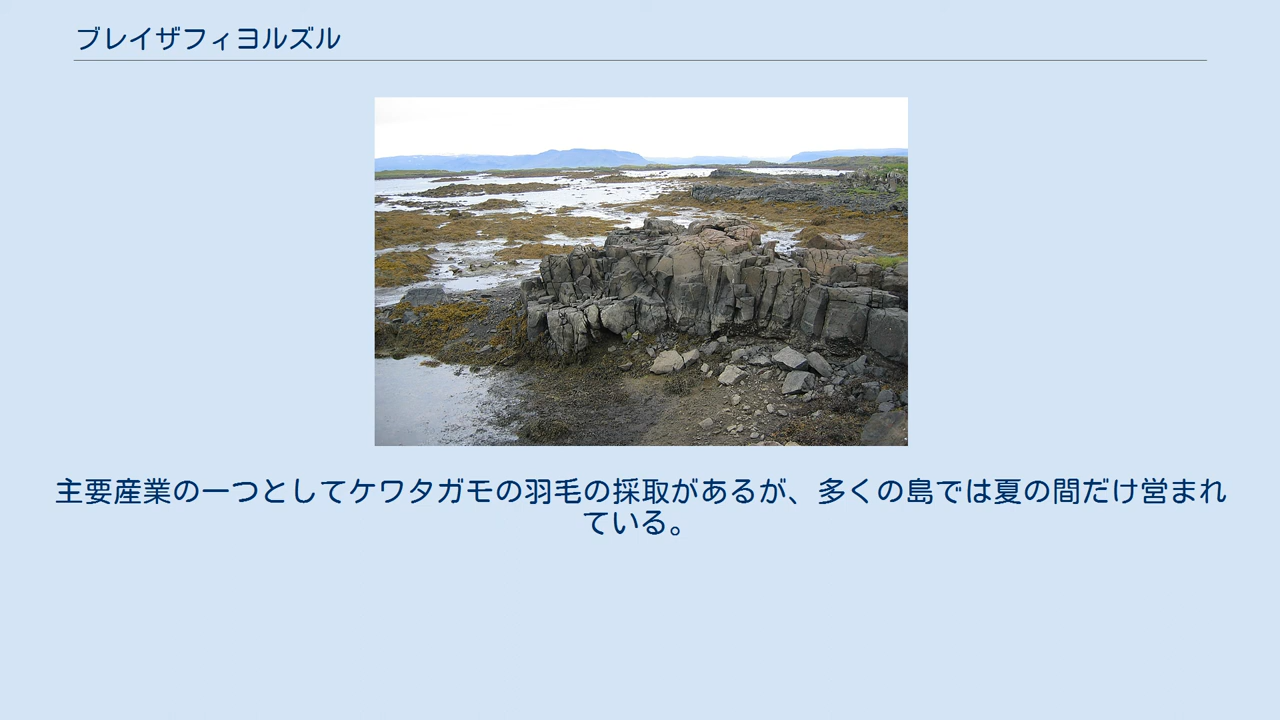 ブレイザフィヨルズル
主要産業の一つとしてケワタガモの羽毛の採取があるが、多くの島では夏の間だけ営まれ
ている。